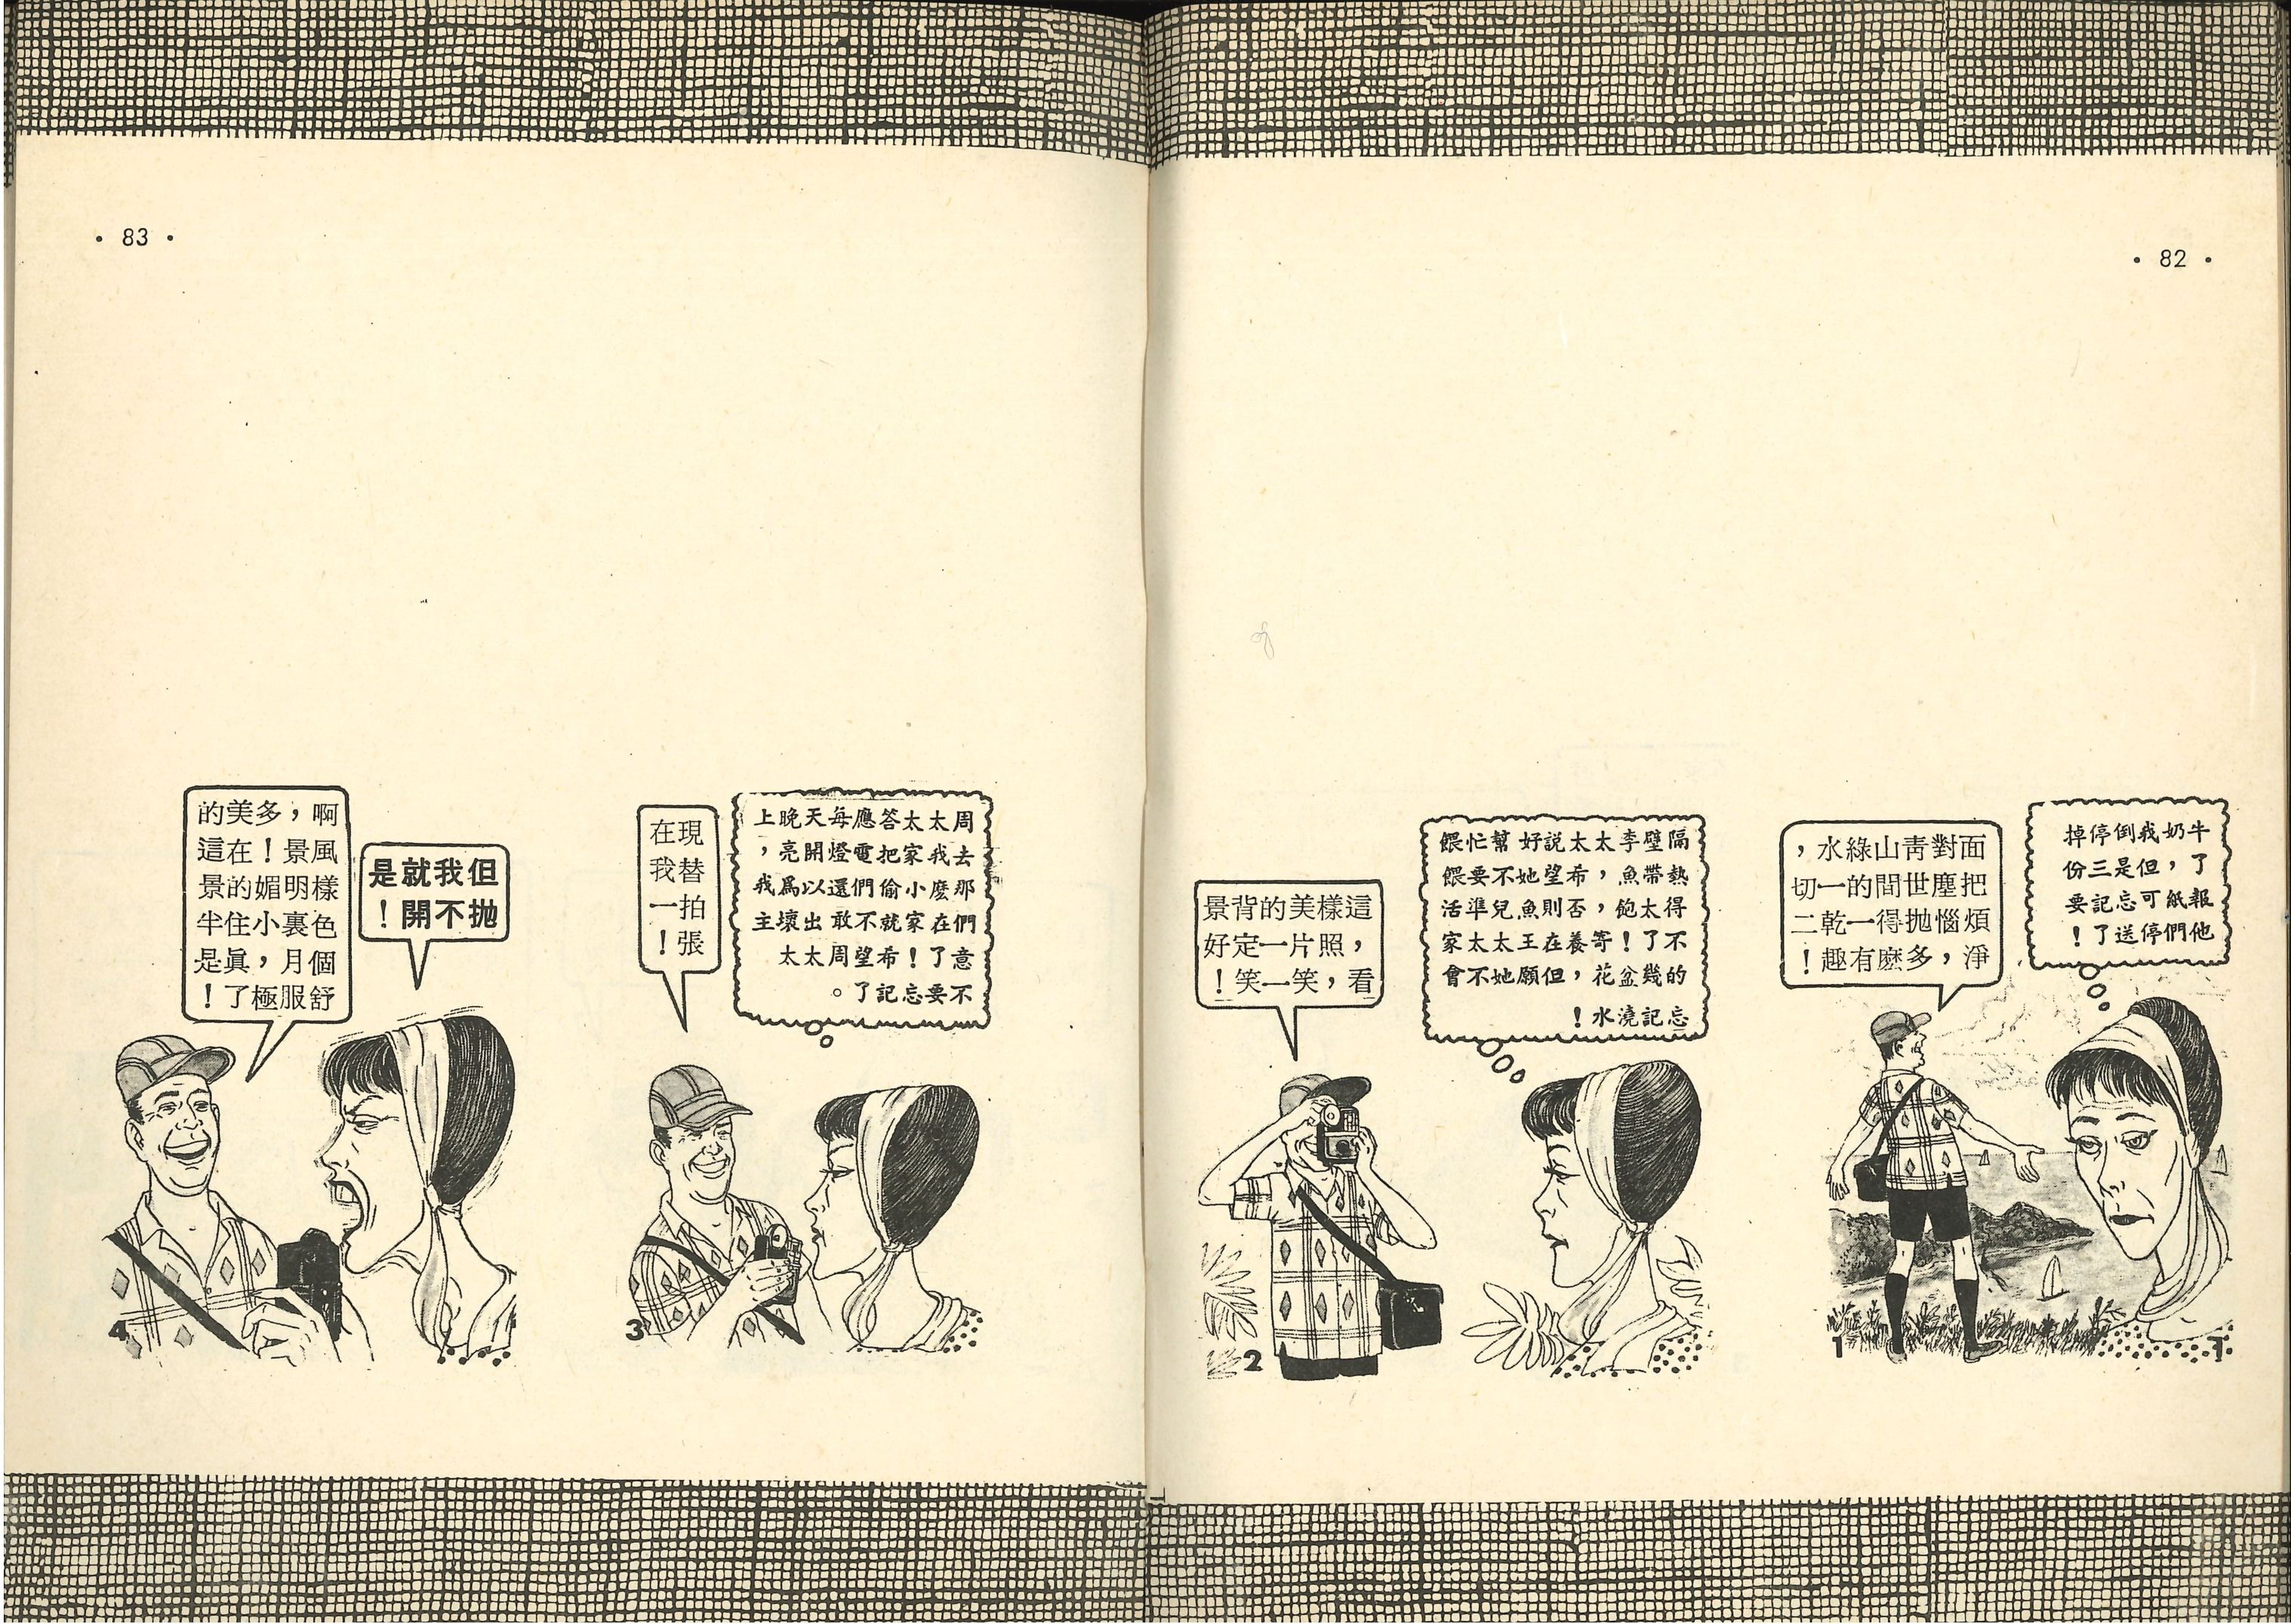 • 82 •
牛奶我倒停掉
了，但是三份
報紙可忘記要
他們停送了！
面對靑山綠水，
把塵世間的一切
煩惱拋得一乾二
淨，多麽有趣！
1
1
隔壁李太太說好幫忙餵
熱帶魚，希望她不要餵
得太飽，否則魚兒準活
不了！寄養在王太太家
的幾盆花，但願她不會
忘記澆水！
這樣美的背景
，照片一定好
看，笑一笑！
2
• 83 •
周太太答應每天晚上
去我家把電燈開亮，
那麽小偷們還以爲我
們在家就不敢出壞主
意了！希望周太太
不要忘記了。
現在
替我
拍一
張！
3
但我就是
拋不開！
啊，多美的
風景！在這
樣明媚的景
色裏小住半
個月，眞是
舒服極了！
4